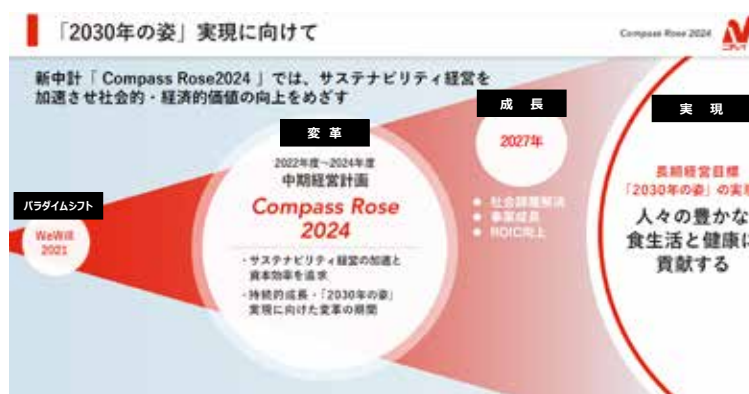 「2030年の姿」実現に向けて
Compass Rose 2024
ニチレイ
新中計「 Compass Rose2024 」では、サステナビリティ経営を
加速させ社会的・経済的価値の向上をめざす
パラダイムシフト
WeWill
2021
変 革
2022年度～2024年度
中期経営計画
Compass Rose
2024
・サステナビリティ経営の加速と
資本効率を追求
・持続的成長・「2030年の姿」
実現に向けた変革の期間
成 長
2027年
社会課題解決
事業成長
ROIC向上
実 現
長期経営目標
「2030年の姿」の実現
人々の豊かな
食生活と健康に
貢献する